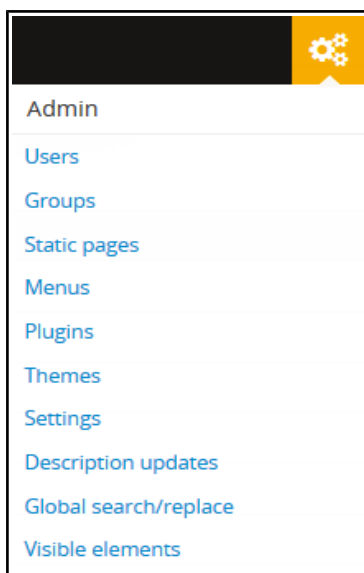 Admin
Users
Groups
Static pages
Menus
Plugins
Themes
Settings
Description updates
Global search/replace
Visible elements